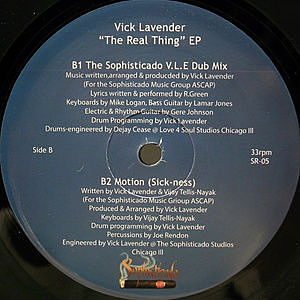 Vick Lavender
"The Real Thing" EP
B1 The Sophisticado V.L.E Dub Mix
Music written,arranged & producded by Vick Lavender
(For the Sophisticado Music Group ASCAP)
Lyrics written & performed by R.Green
Keyboards by Mike Logan, Bass Guitar by Lamar Jones
Electric & Rhythm Guitar by Gere Johnson
Drum Programming by Vick Lavender
Drums-engineered by Dejay Cease @ Love 4 Soul Studios Chicago Ill
Side B
33rpm
SR-05
B2 Motion (Sick-ness)
Written by Vick Lavender & Vijay Tellis-Nayak
(For the Sophisticado Music Group ASCAP)
Produced & Arranged by Vick Lavender
Keyboards by Vijay Tellis-Nayak
Drum programming by Vick Lavender
Percussions by Joe Rendon
Engineered by Vick Lavender @ The Sophisticado Studios
Chicago Ill
Sophisticado